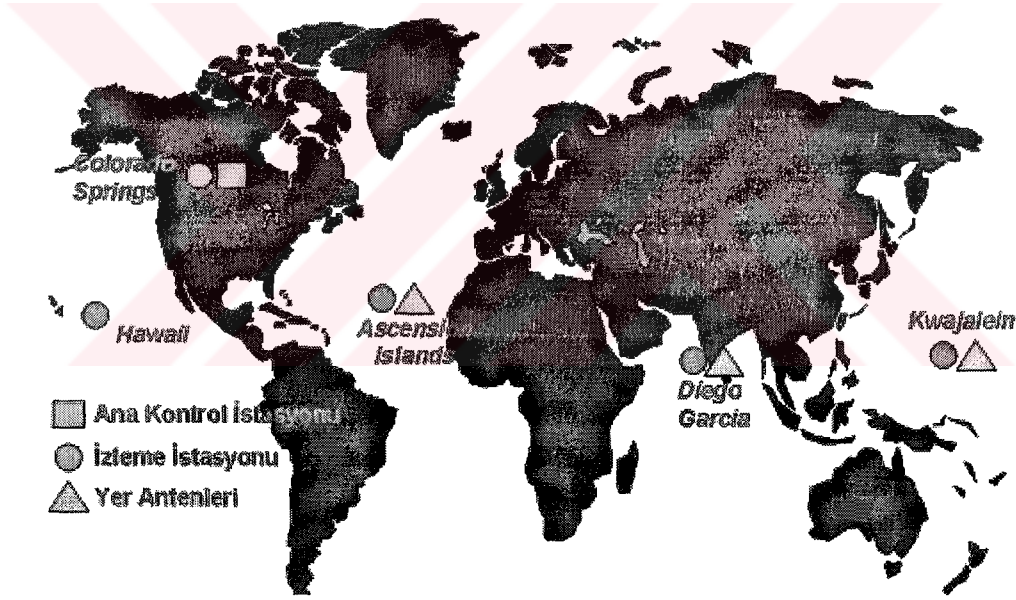 Colorado
Springs
Hawaii
Ascension
Islands
Kwajalein
Diego
Garcia
Ana Kontrol İstasyonu
İzleme İstasyonu
Yer Antenleri